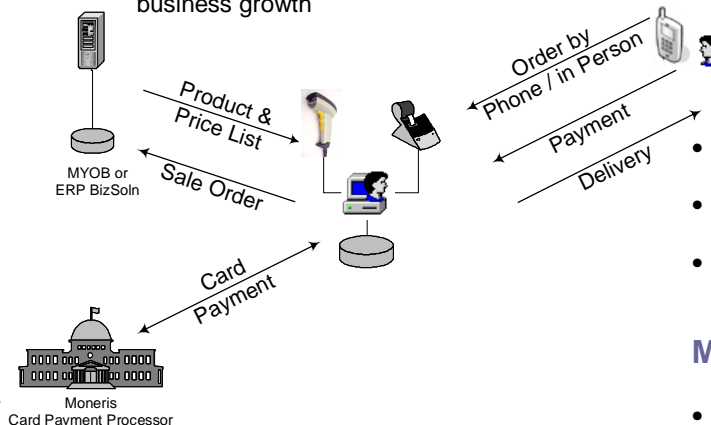 business growth
Order by
Phone / in Person
Product &
Price List
Payment
Delivery
MYOB or
ERP BizSoln
Sale Order
Card
Payment
M
Moneris
Card Payment Processor